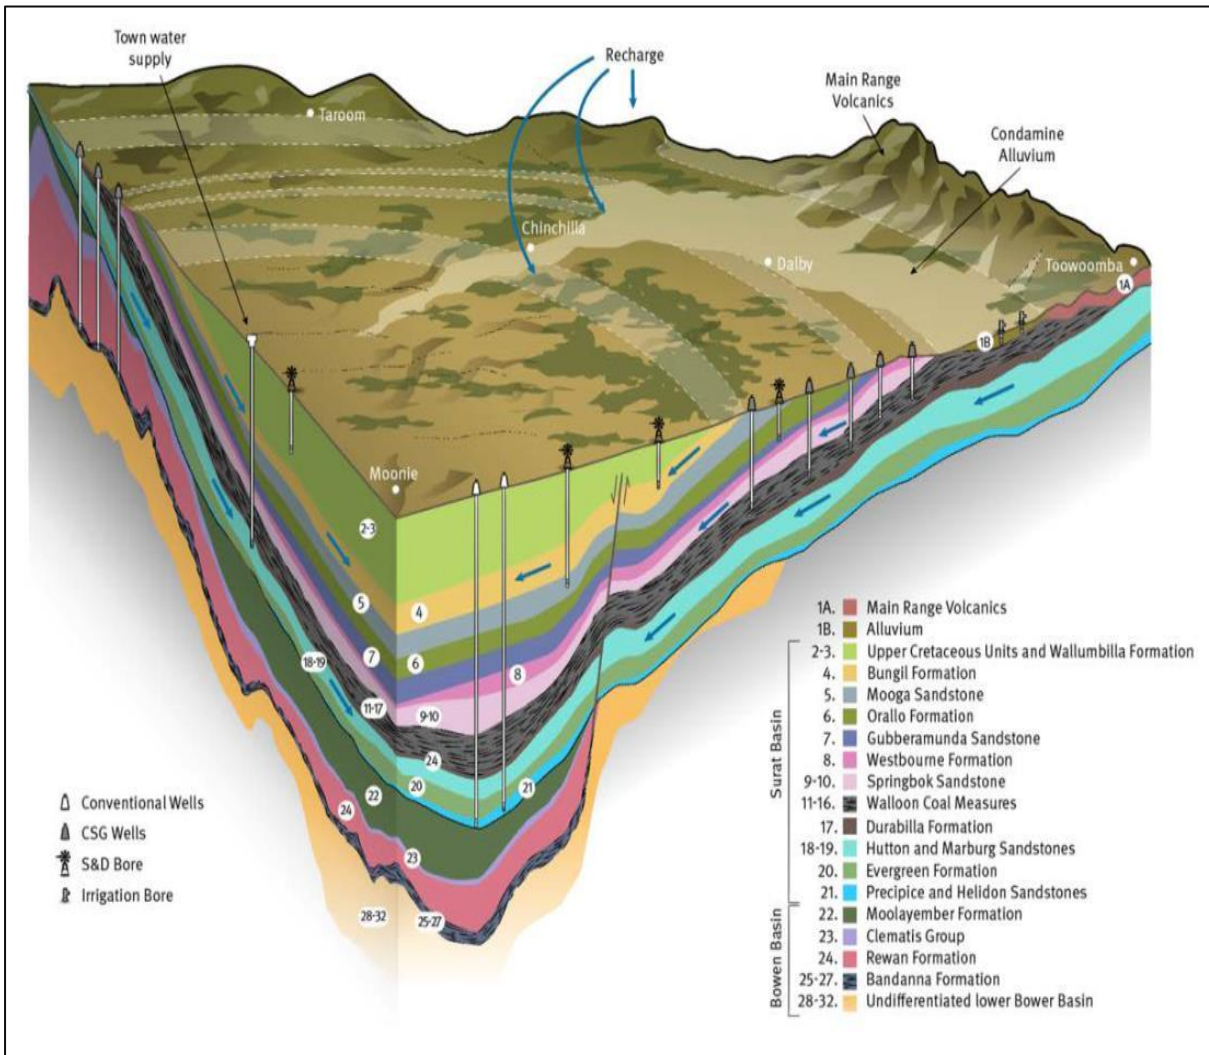 Town water
supply
Recharge
Main Range
Volcanics
Condamine
Alluvium
Taroom
Chinchilla
Dalby
Toowoomba
1A
1B
Moonie
2-3
5
4
7
6
8
18-19
11-17
9-10
24
20
21
22
24
23
28-32
25-27
Conventional Wells
CSG Wells
S&D Bore
Irrigation Bore
Surat Basin
1A. Main Range Volcanics
1B. Alluvium
2-3. Upper Cretaceous Units and Wallumbilla Formation
4. Bungil Formation
5. Mooga Sandstone
6. Orallo Formation
7. Gubberamunda Sandstone
8. Westbourne Formation
9-10. Springbok Sandstone
11-16. Walloon Coal Measures
17. Durabilla Formation
18-19. Hutton and Marburg Sandstones
20. Evergreen Formation
21. Precipice and Helidon Sandstones
Bowen Basin
22. Moolayember Formation
23. Clematis Group
24. Rewan Formation
25-27. Bandanna Formation
28-32. Undifferentiated lower Bower Basin